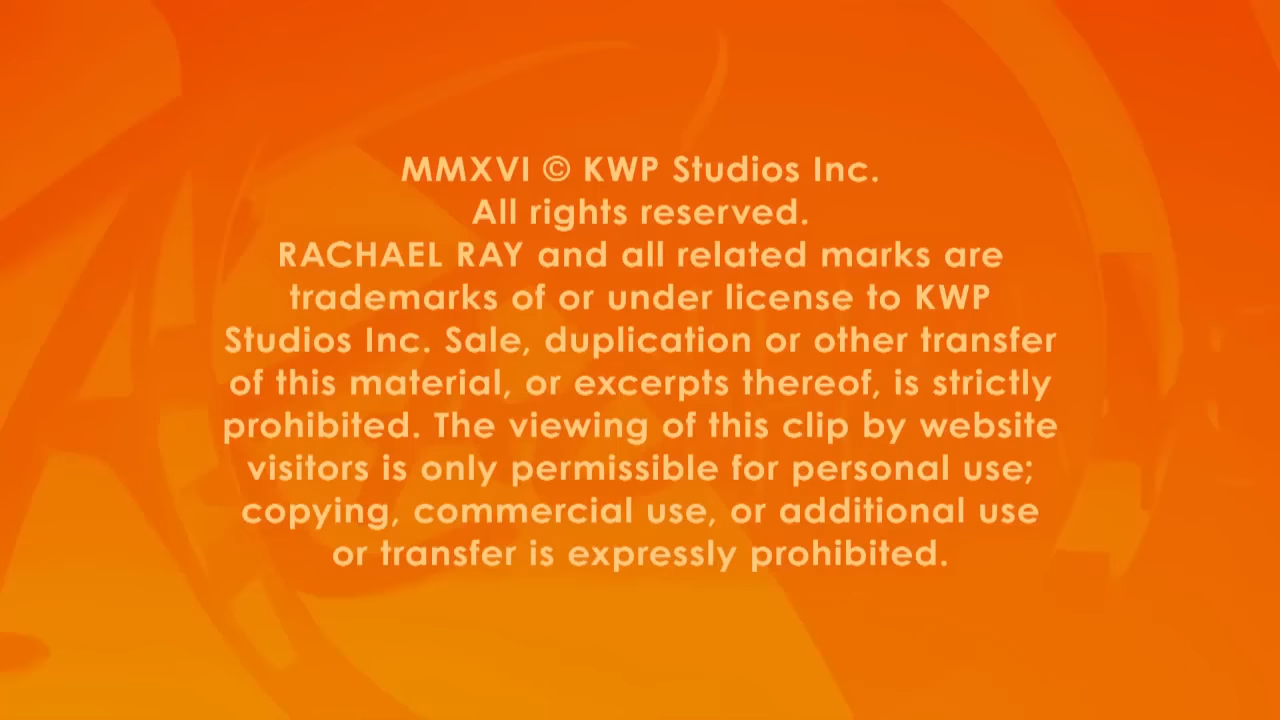 MMXVI © KWP Studios Inc.
All rights reserved.
RACHAEL RAY and all related marks are
trademarks of or under license to KWP
Studios Inc. Sale, duplication or other transfer
of this material, or excerpts thereof, is strictly
prohibited. The viewing of this clip by website
visitors is only permissible for personal use;
copying, commercial use, or additional use
or transfer is expressly prohibited.